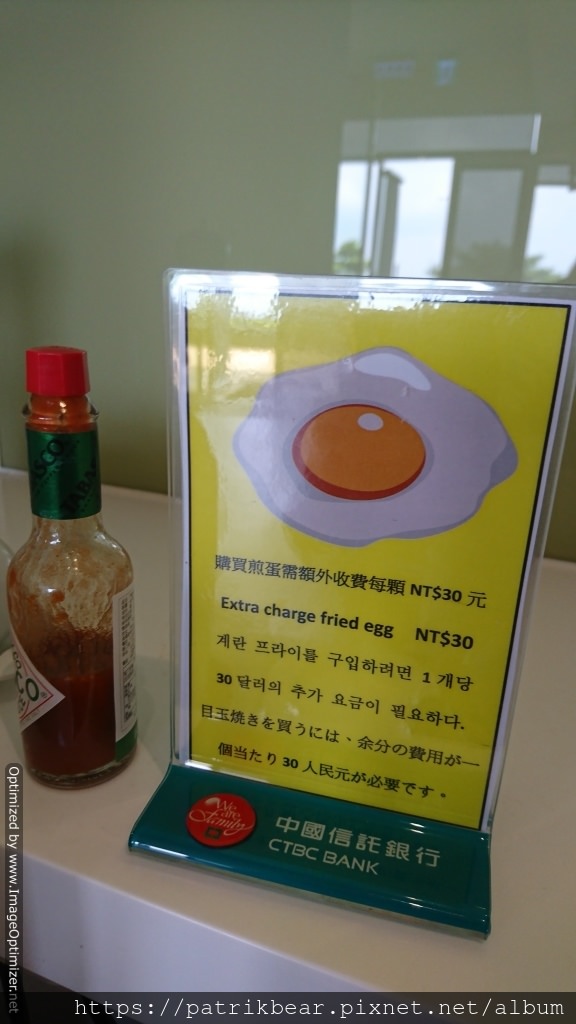 購買煎蛋需額外收費每顆 NT$30 元
Extra charge fried egg NT$30
계란 프라이를 구입하려면 1 개당
30 달러의 추가 요금이 필요하다.
目玉焼きを買うには、余分の費用が一
個当たり 30 人民元が必要です。
We are Family
中國信託銀行
CTBC BANK
Optimized by www.ImageOptimizer.net
https://patrikbear.pixnet.net/album